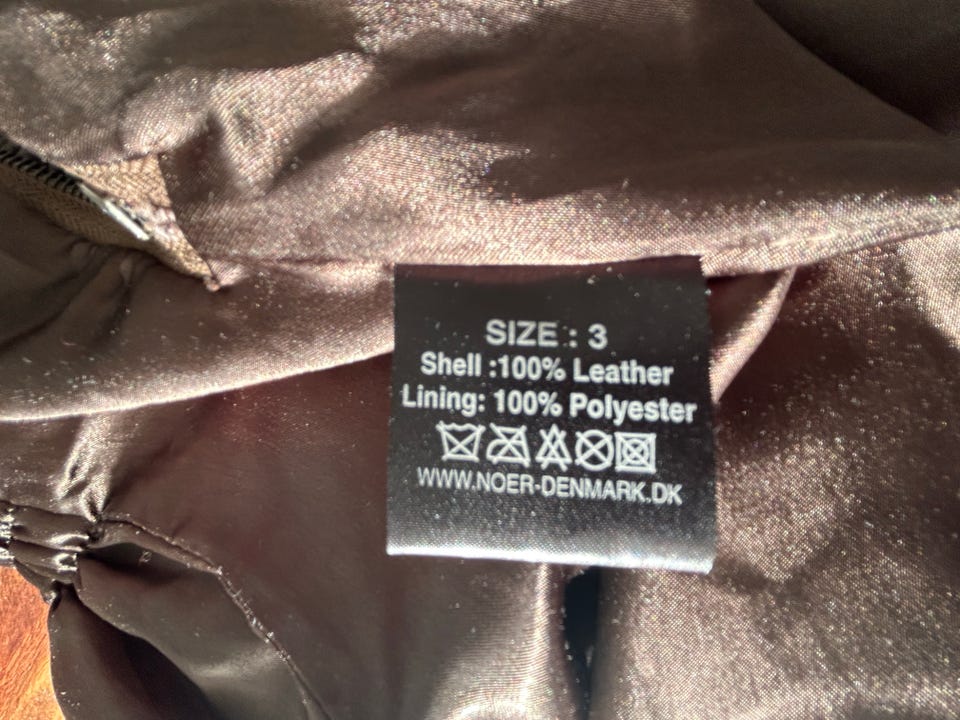 SIZE : 3
Shell :100% Leather
Lining: 100% Polyester
WWW.NOER-DENMARK.DK